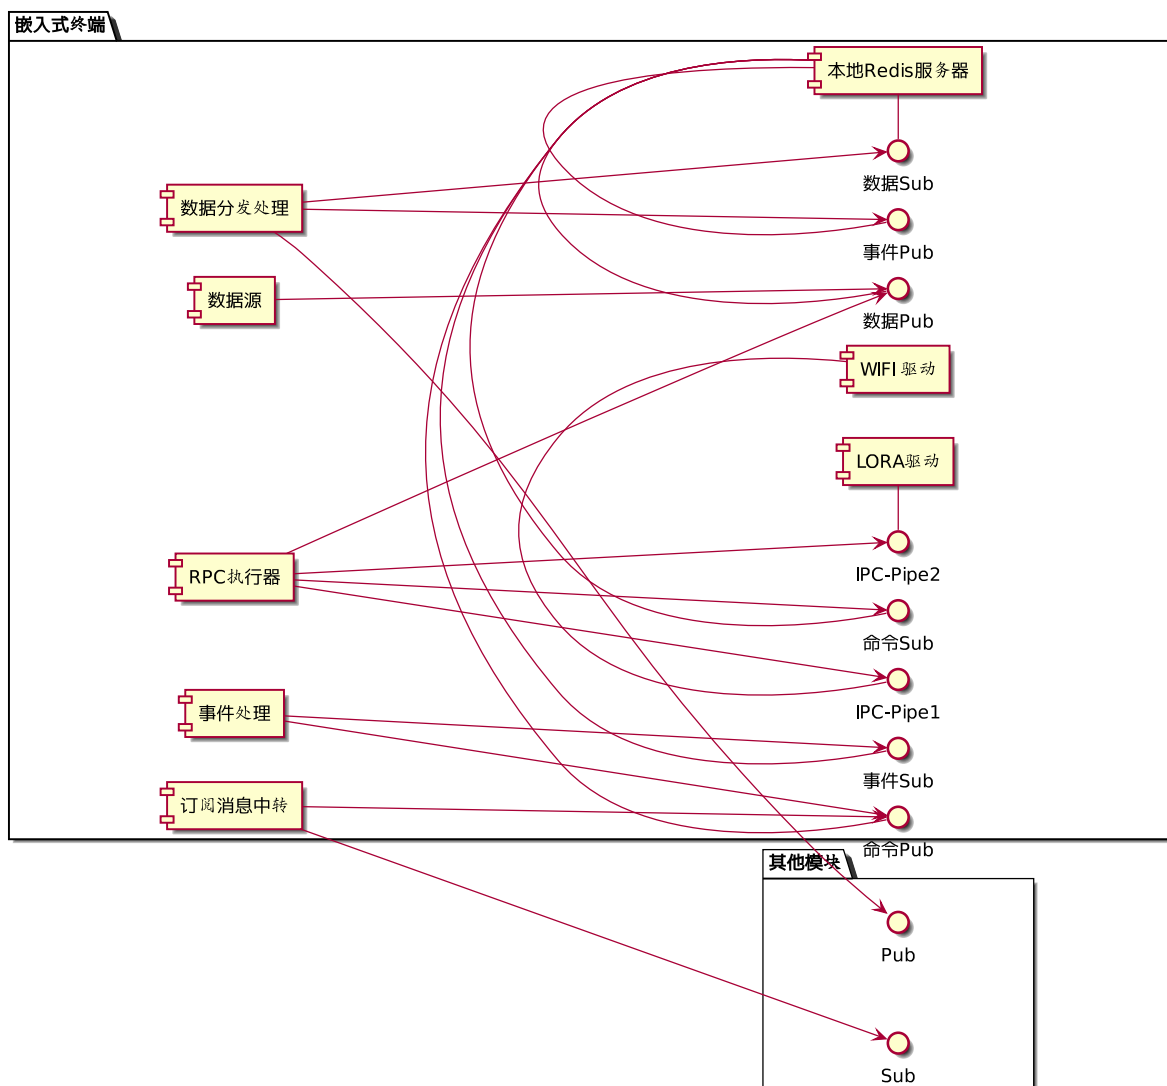 嵌入式终端
本地Redis服务器
数据Sub
数据分发处理
事件Pub
数据源
数据Pub
WIFI 驱动
LORA驱动
RPC执行器
IPC-Pipe2
命令Sub
事件处理
IPC-Pipe1
事件Sub
订阅消息中转
命令Pub
其他模块
Pub
Sub